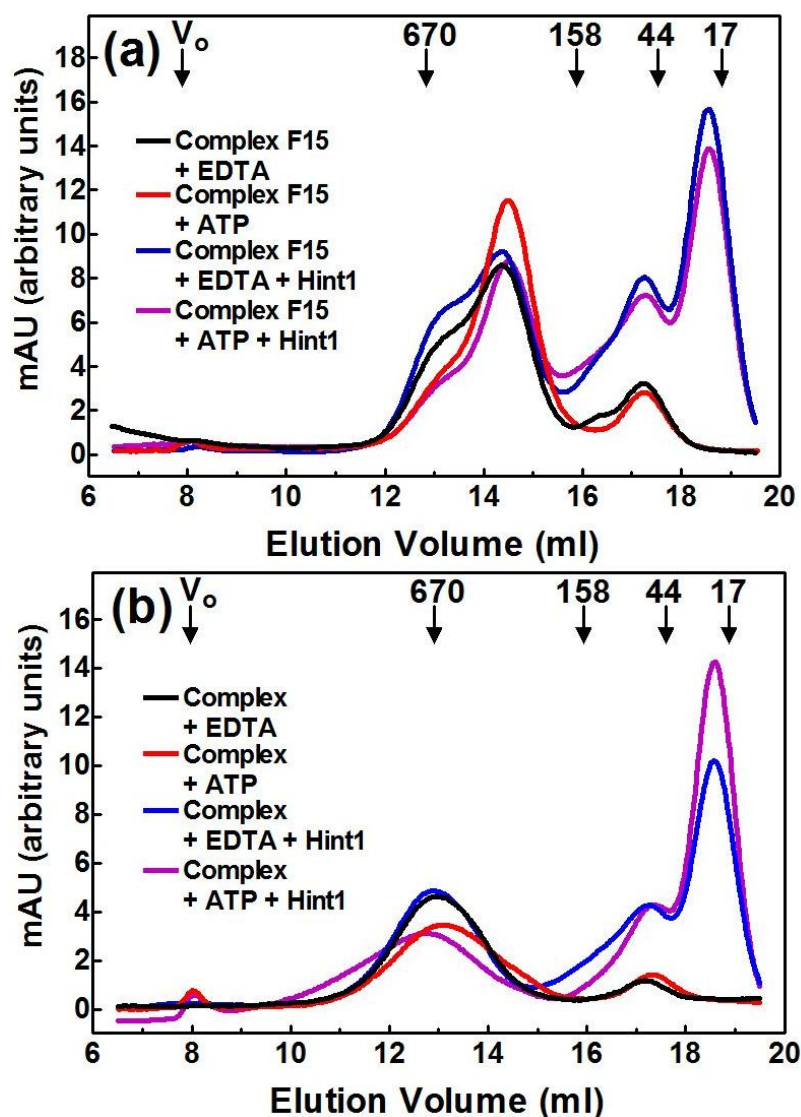 (a)
Vo 670 158 44 17
16
14
12
10
8
6
4
2
0
mAU (arbitrary units)
Complex F15
+ EDTA
Complex F15
+ ATP
Complex F15
+ EDTA + Hint1
Complex F15
+ ATP + Hint1
6 8 10 12 14 16 18 20
Elution Volume (ml)
(b)
Vo 670 158 44 17
16
14
12
10
8
6
4
2
0
mAU (arbitrary units)
Complex
+ EDTA
Complex
+ ATP
Complex
+ EDTA + Hint1
Complex
+ ATP + Hint1
6 8 10 12 14 16 18 20
Elution Volume (ml)